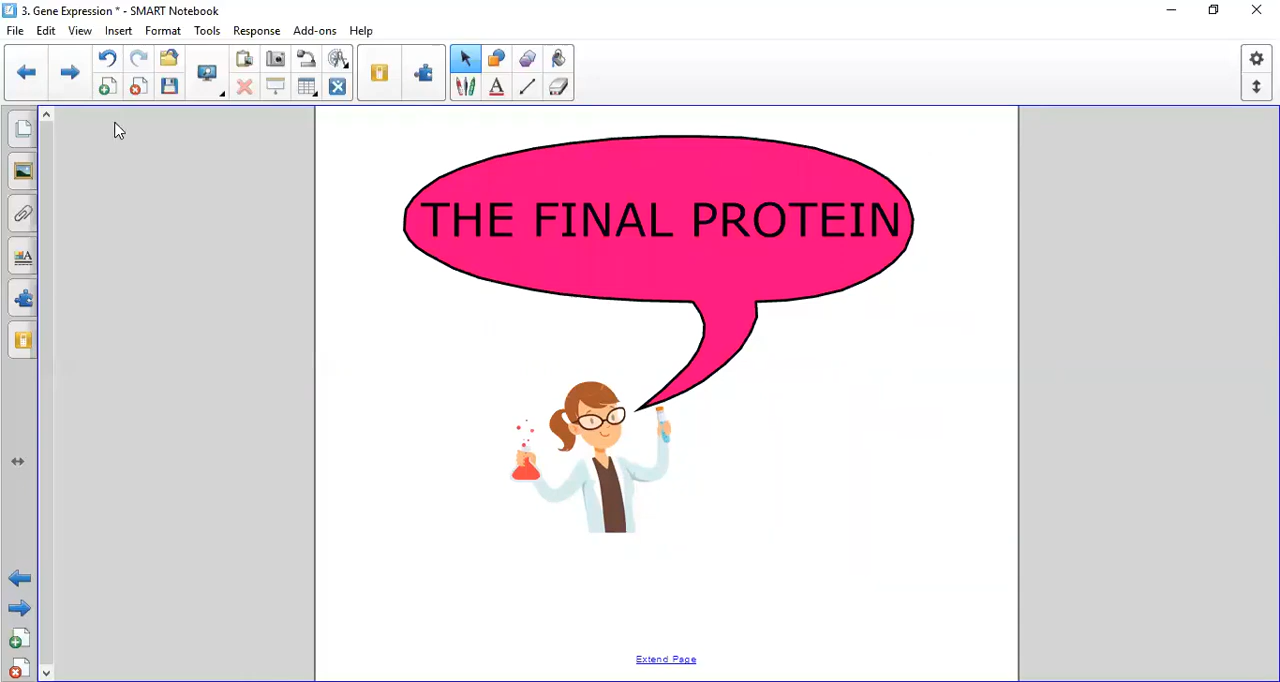 3. Gene Expression * - SMART Notebook
File Edit View Insert Format Tools Response Add-ons Help
THE FINAL PROTEIN
Extend Page